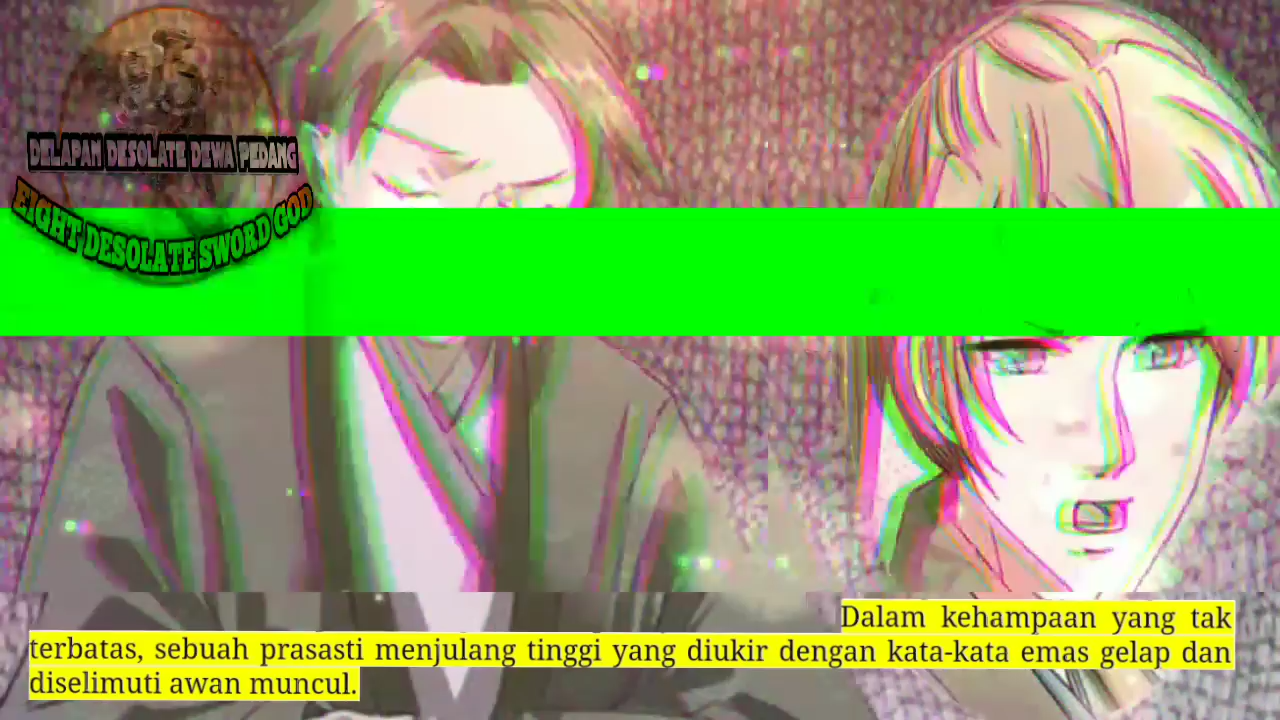 DELAPAN DESOLATE DEWA PEDANG
EIGHT DESOLATE SWORD GOD
Dalam kehampaan yang tak
terbatas, sebuah prasasti menjulang tinggi yang diukir dengan kata-kata emas gelap dan
diselimuti awan muncul.